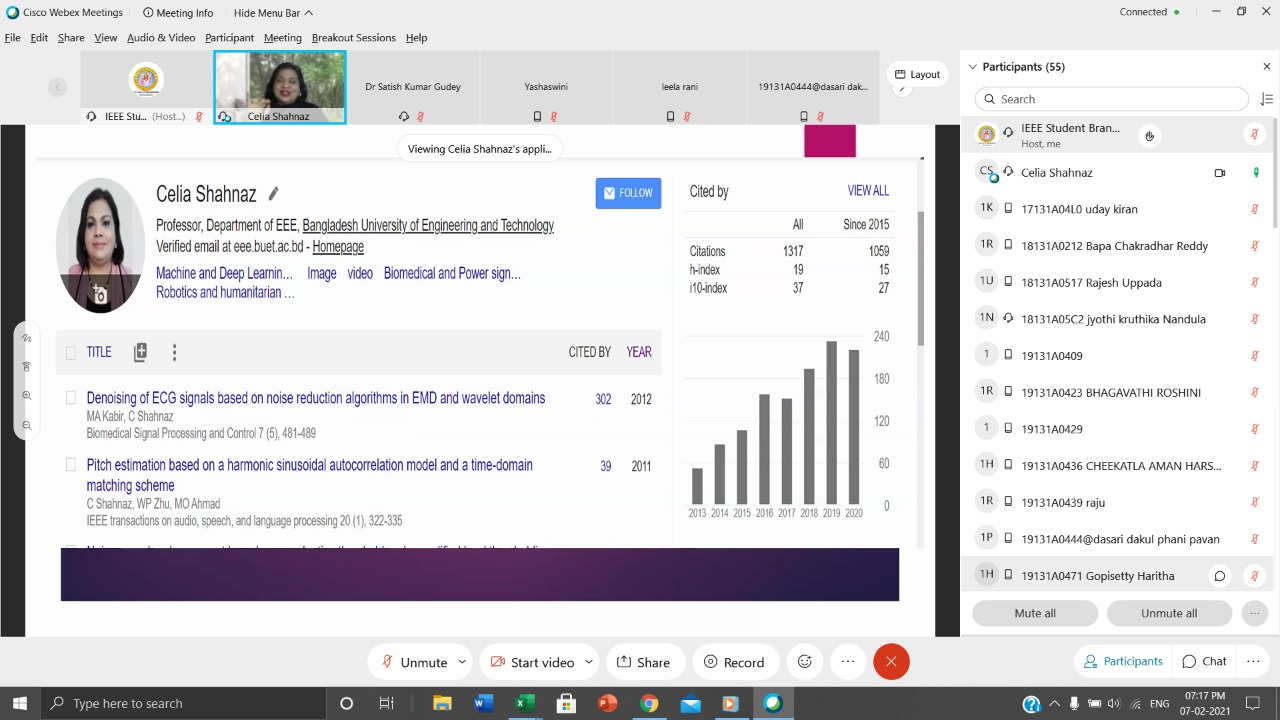 Cisco Webex Meetings
Meeting Info
Hide Menu Bar
Connected
File Edit Share View Audio & Video Participant Meeting Breakout Sessions Help
IEEE Stu... (Host...
Celia Shahnaz
Dr Satish Kumar Gudey
Yashaswini
leela rani
19131A0444@dasari dak...
Layout
Viewing Celia Shahnaz's appli...
Celia Shahnaz
FOLLOW
Professor, Department of EEE, Bangladesh University of Engineering and Technology
Verified email at eee.buet.ac.bd - Homepage
Machine and Deep Learnin... Image video Biomedical and Power sign...
Robotics and humanitarian ...
TITLE CITED BY YEAR
Denoising of ECG signals based on noise reduction algorithms in EMD and wavelet domains 302 2012
MA Kabir, C Shahnaz
Biomedical Signal Processing and Control 7 (5), 481-489
Pitch estimation based on a harmonic sinusoidal autocorrelation model and a time-domain 39 2011
matching scheme
C Shahnaz, WP Zhu, MO Ahmad
IEEE transactions on audio, speech, and language processing 20 (1), 322-335
Cited by VIEW ALL
All Since 2015
Citations 1317 1059
h-index 19 15
i10-index 37 27
240
180
120
60
0
2013 2014 2015 2016 2017 2018 2019 2020
Participants (55)
Search
IEEE Student Bran...
Host, me
CS Celia Shahnaz
1K 17131A04L0 uday kiran
1R 18131A0212 Bapa Chakradhar Reddy
1U 18131A0517 Rajesh Uppada
1N 18131A05C2 jyothi kruthika Nandula
1 19131A0409
1R 19131A0423 BHAGAVATHI ROSHINI
1 19131A0429
1H 19131A0436 CHEEKATLA AMAN HARS...
1R 19131A0439 raju
1P 19131A0444@dasari dakul phani pavan
1H 19131A0471 Gopisetty Haritha
Mute all Unmute all
Unmute Start video Share Record
Participants Chat
Type here to search
ENG
07:17 PM
07-02-2021